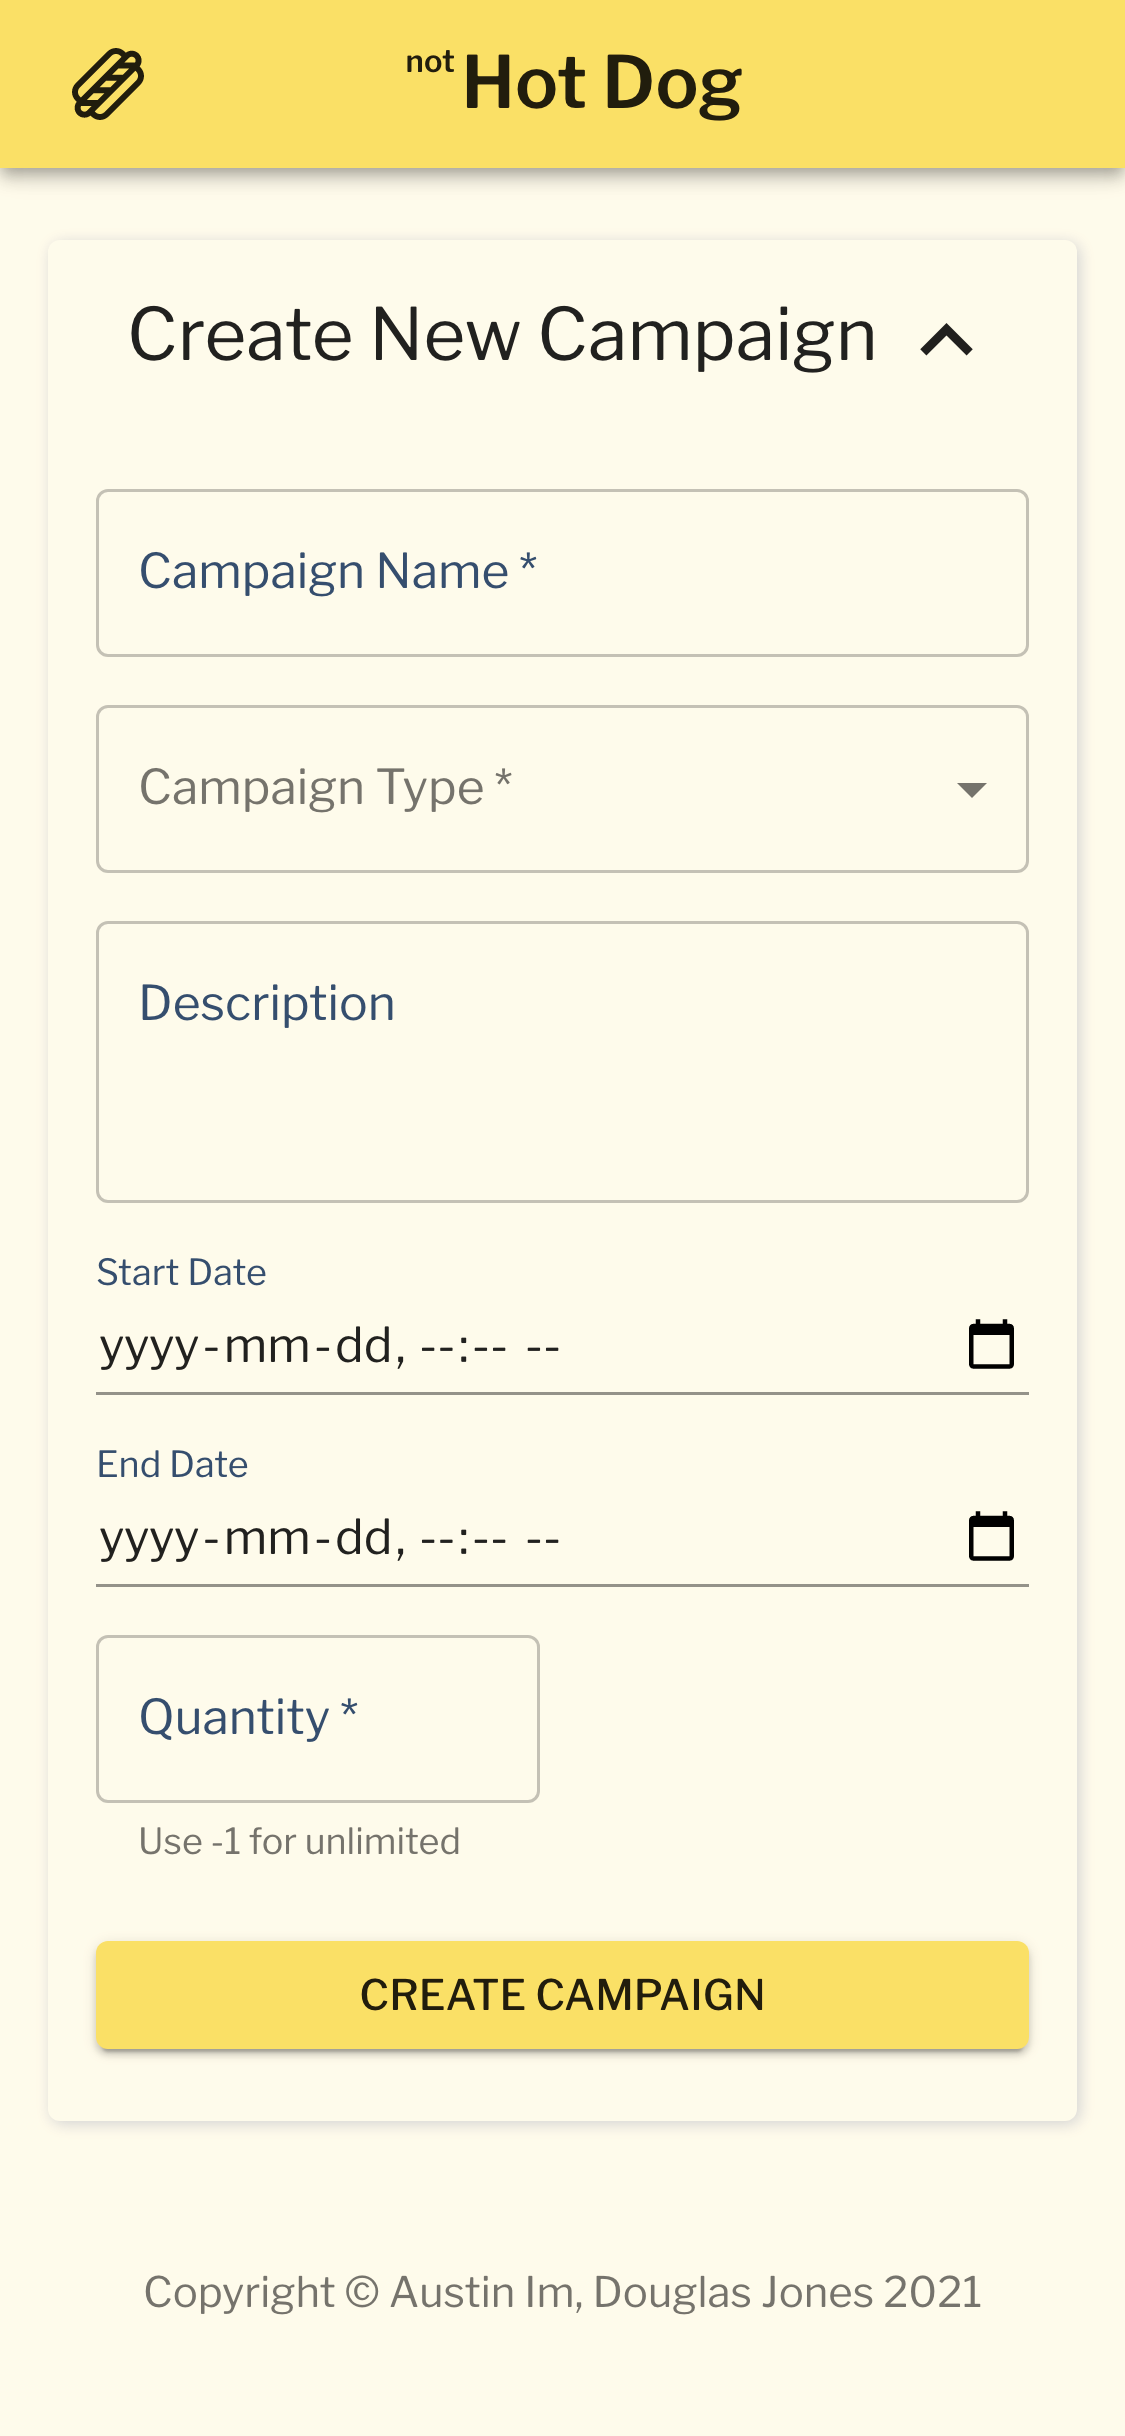 not Hot Dog
Create New Campaign
Campaign Name *
Campaign Type *
Description
Start Date
yyyy-mm-dd, --:-- --
End Date
yyyy-mm-dd, --:-- --
Quantity *
Use -1 for unlimited
CREATE CAMPAIGN
Copyright © Austin Im, Douglas Jones 2021